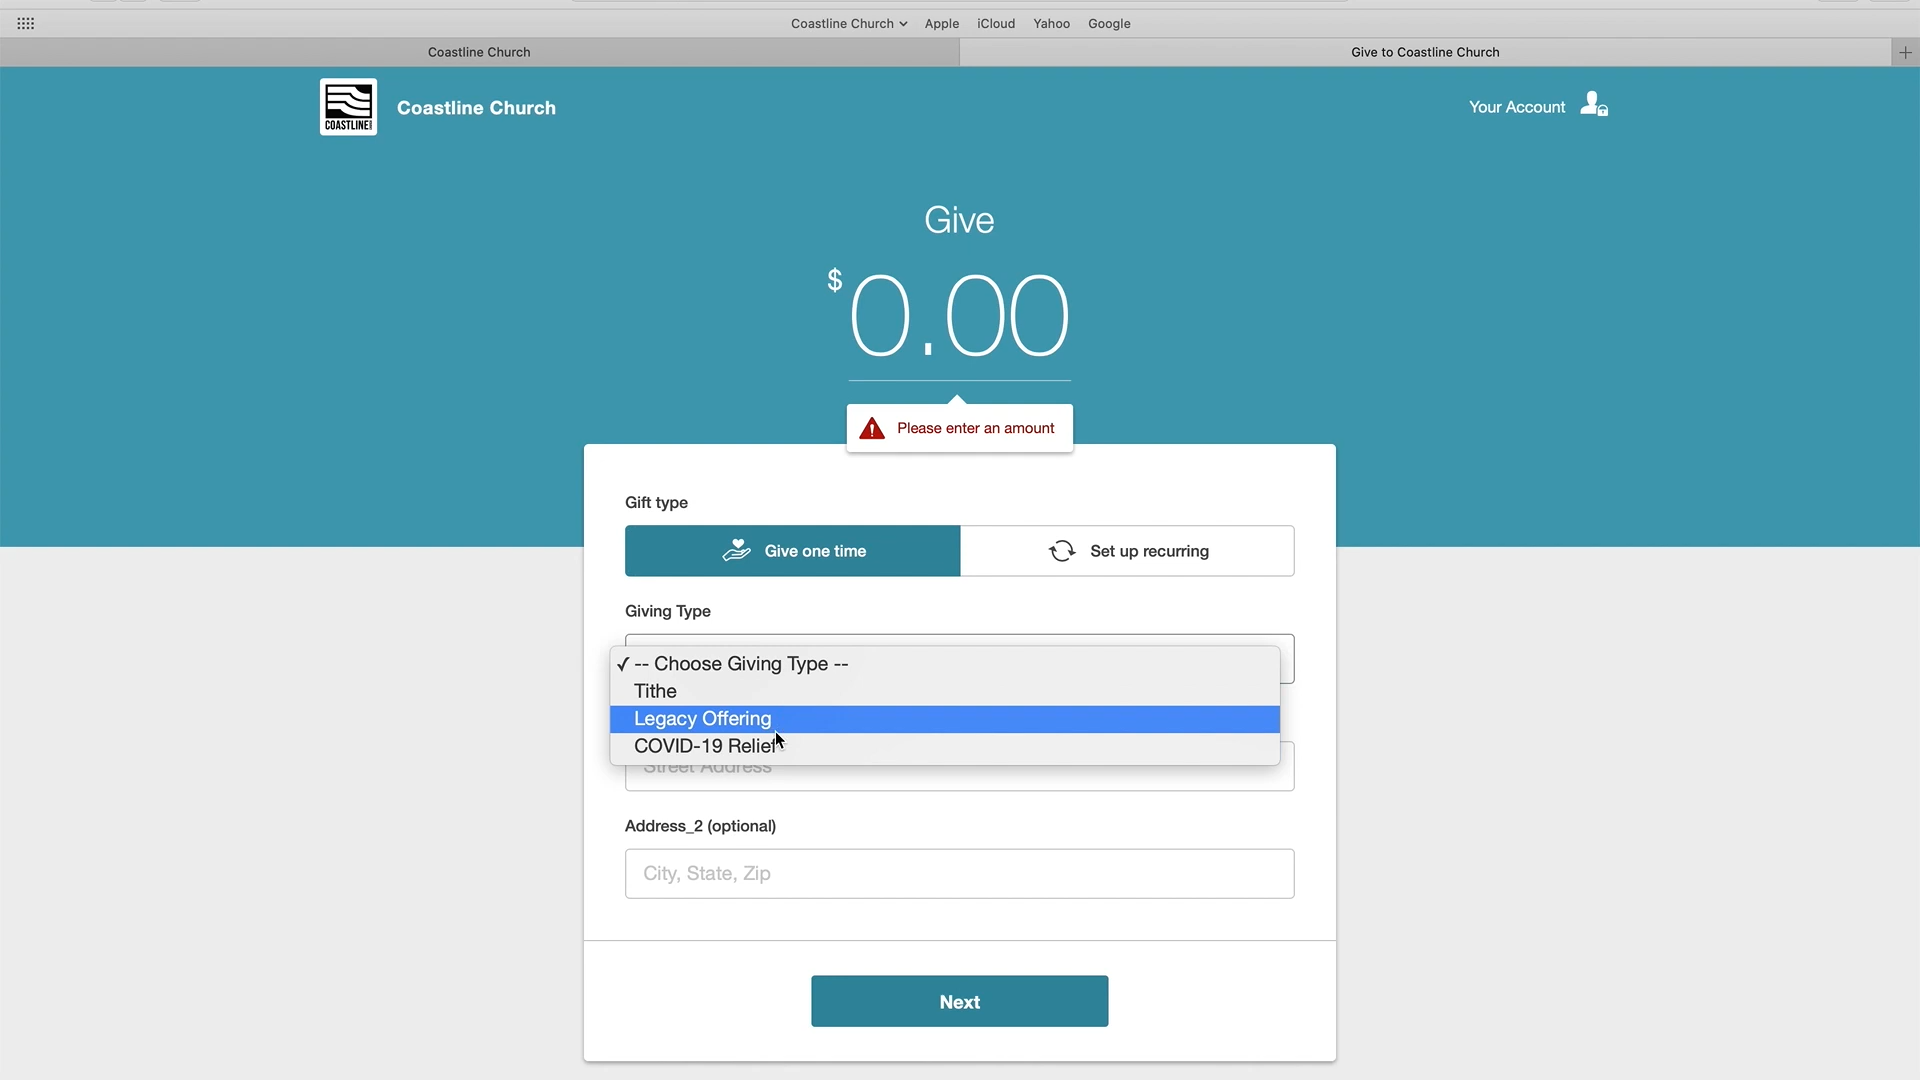 Coastline Church
Apple
iCloud
Yahoo
Google
Coastline Church
Give to Coastline Church
COASTLINE
Coastline Church
Your Account
Give
$0.00
Please enter an amount
Gift type
Give one time
Set up recurring
Giving Type
✓ -- Choose Giving Type --
Tithe
Legacy Offering
COVID-19 Relief
Street Address
Address_2 (optional)
City, State, Zip
Next